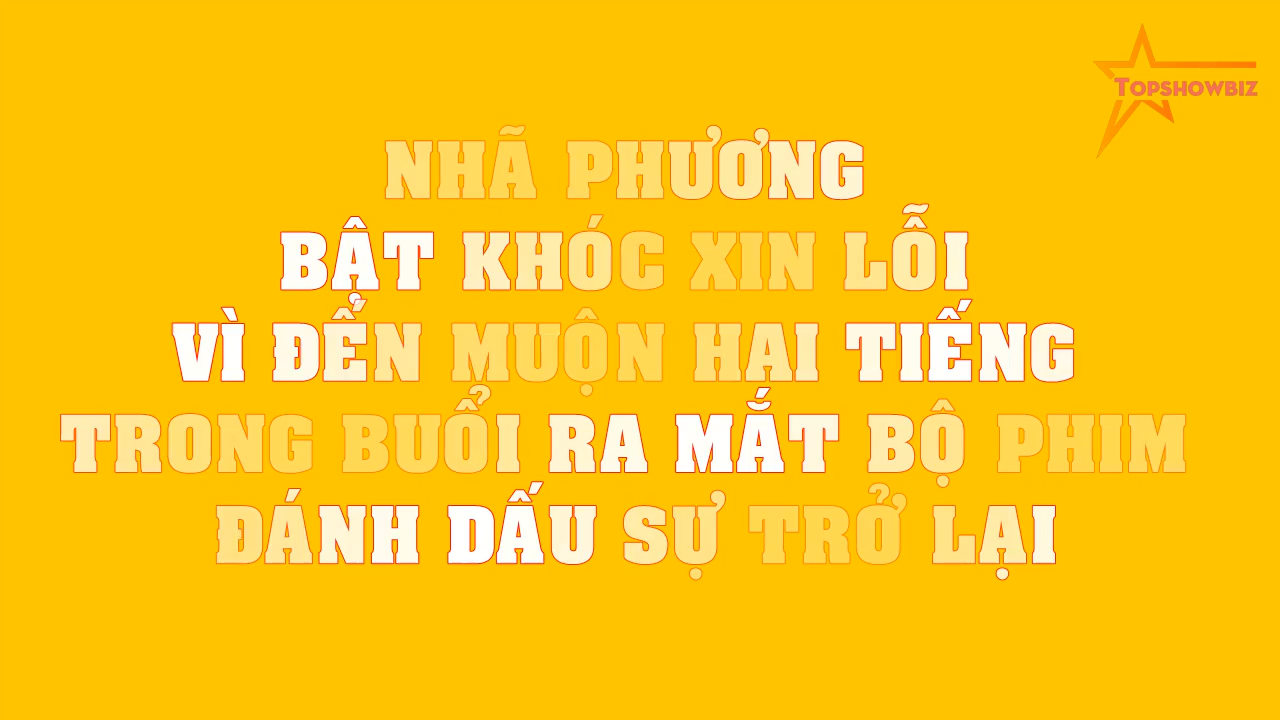 TOPSHOWBIZ
NHÃ PHƯƠNG
BẬT KHÓC XIN LỖI
VÌ ĐẾN MUỘN HAI TIẾNG
TRONG BUỔI RA MẮT BỘ PHIM
ĐÁNH DẤU SỰ TRỞ LẠI